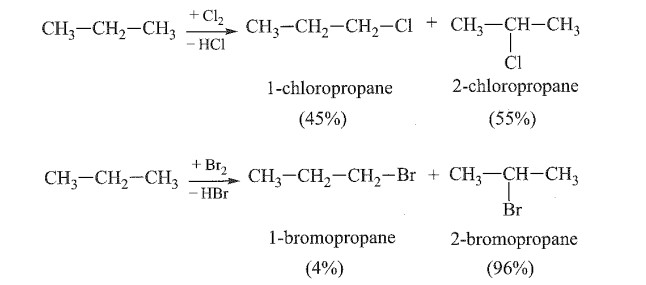 CH₃−CH₂−CH₃ + Cl₂ − HCl CH₃−CH₂−CH₂−Cl + CH₃−CH−CH₃
Cl
1-chloropropane 2-chloropropane
(45%) (55%)
CH₃−CH₂−CH₃ + Br₂ − HBr CH₃−CH₂−CH₂−Br + CH₃−CH−CH₃
Br
1-bromopropane 2-bromopropane
(4%) (96%)